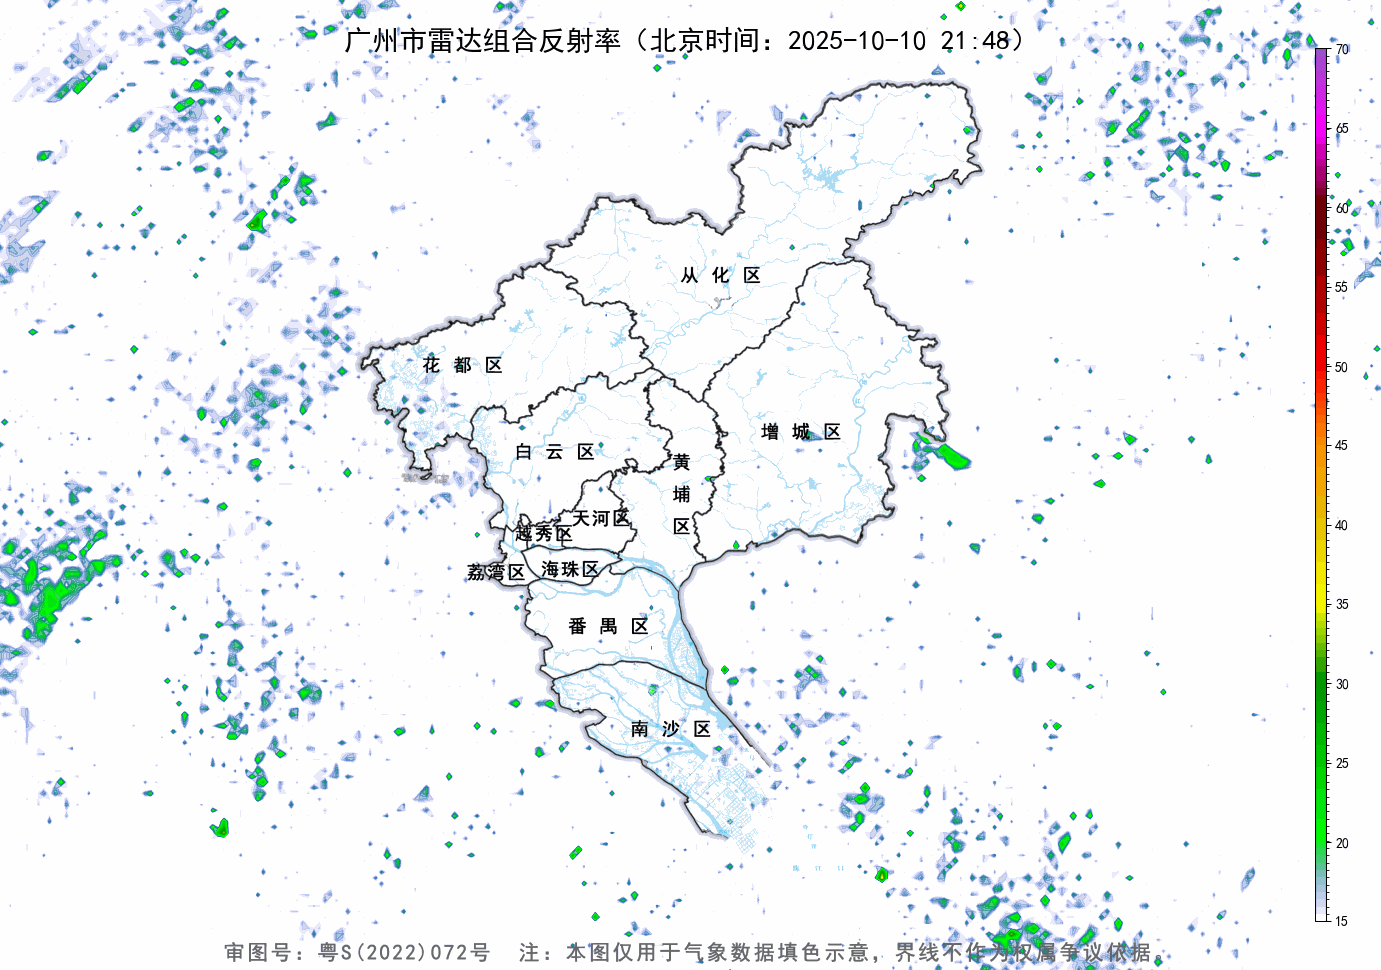 广州市雷达组合反射率（北京时间：2025-10-10 21:48）
70
65
60
55
50
45
40
35
30
25
20
15
从化区
花都区
增城区
白云区
黄埔区
天河区
越秀区
荔湾区
海珠区
番禺区
南沙区
审图号：粤S(2022)072号 注：本图仅用于气象数据填色示意，界线不作为权属争议依据。